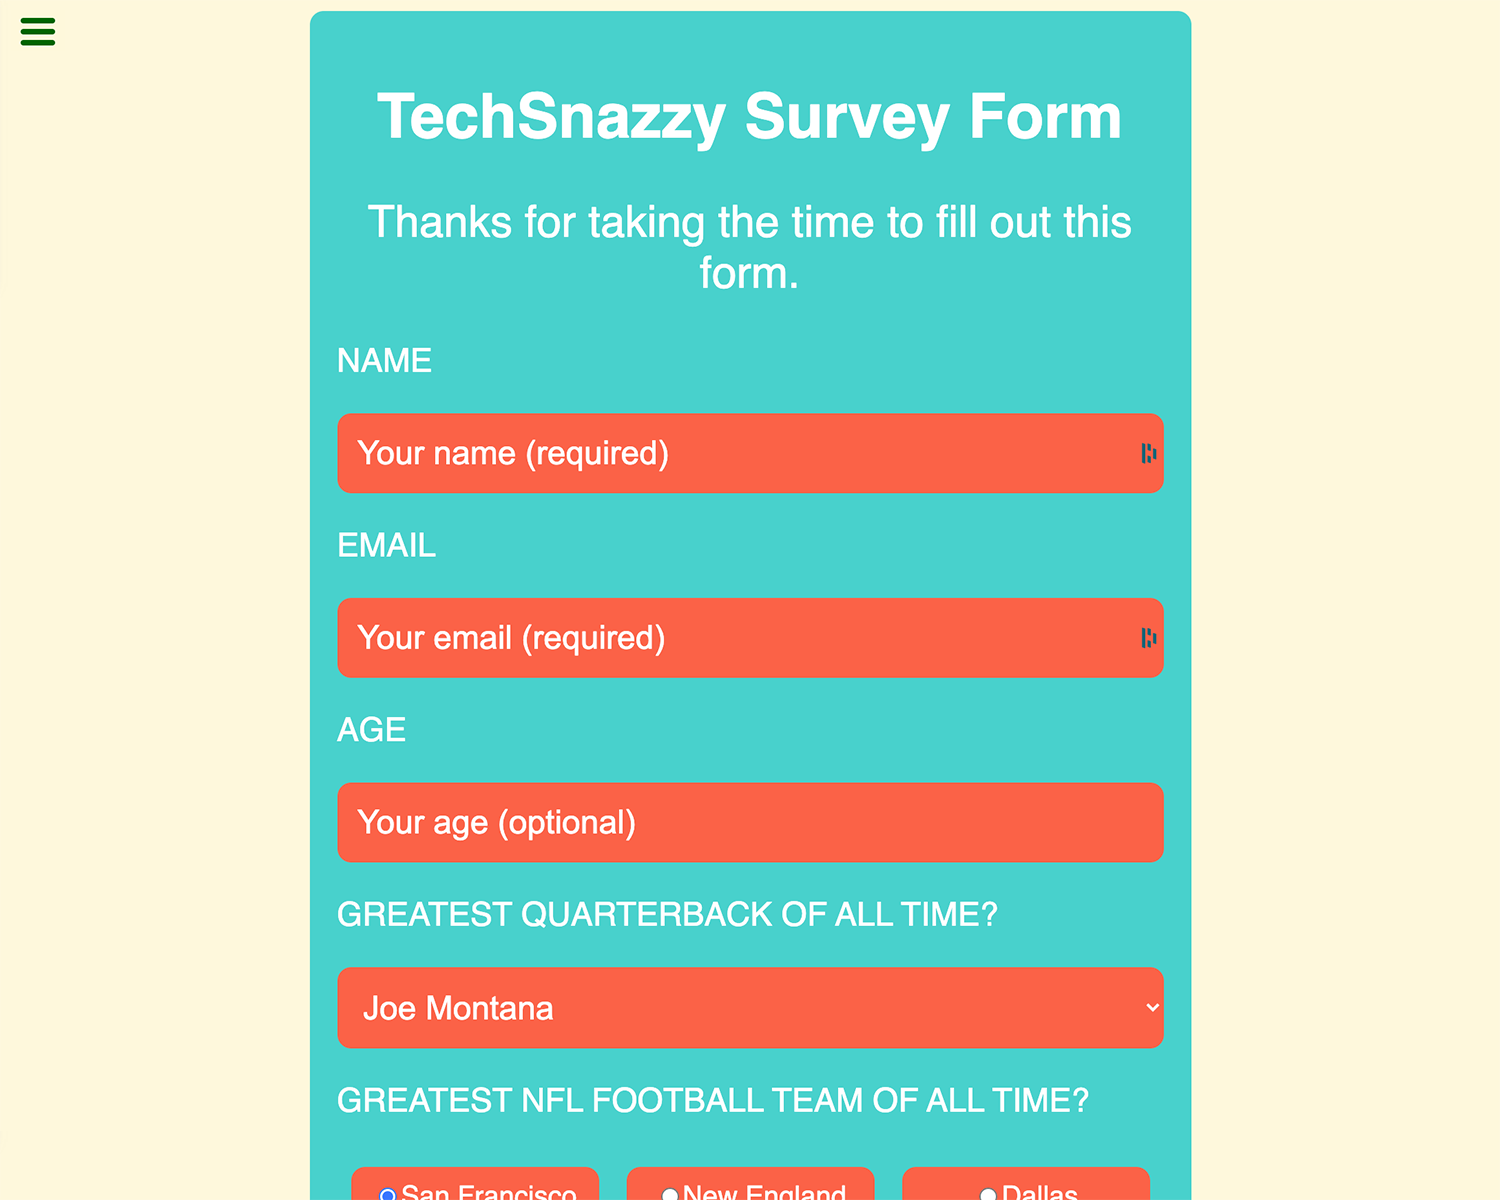 TechSnazzy Survey Form
Thanks for taking the time to fill out this
form.
NAME
Your name (required)
EMAIL
Your email (required)
AGE
Your age (optional)
GREATEST QUARTERBACK OF ALL TIME?
Joe Montana
GREATEST NFL FOOTBALL TEAM OF ALL TIME?
San Francisco New England Dallas